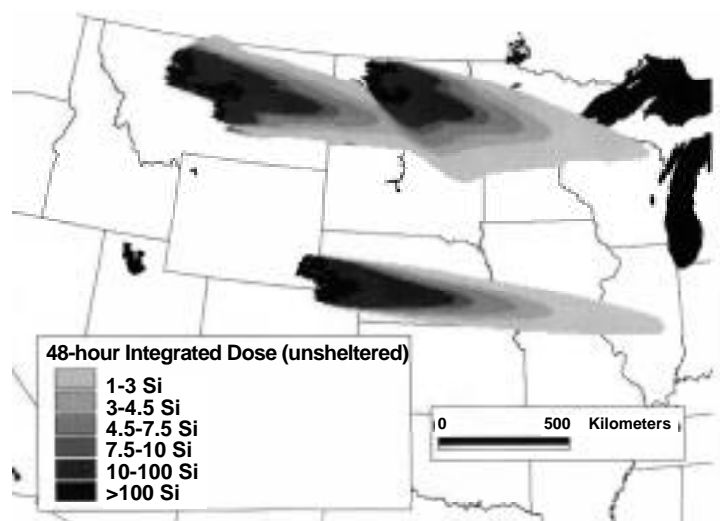 48-hour Integrated Dose (unsheltered)
1-3 Si
3-4.5 Si
4.5-7.5 Si
7.5-10 Si
10-100 Si
>100 Si
0 500 Kilometers